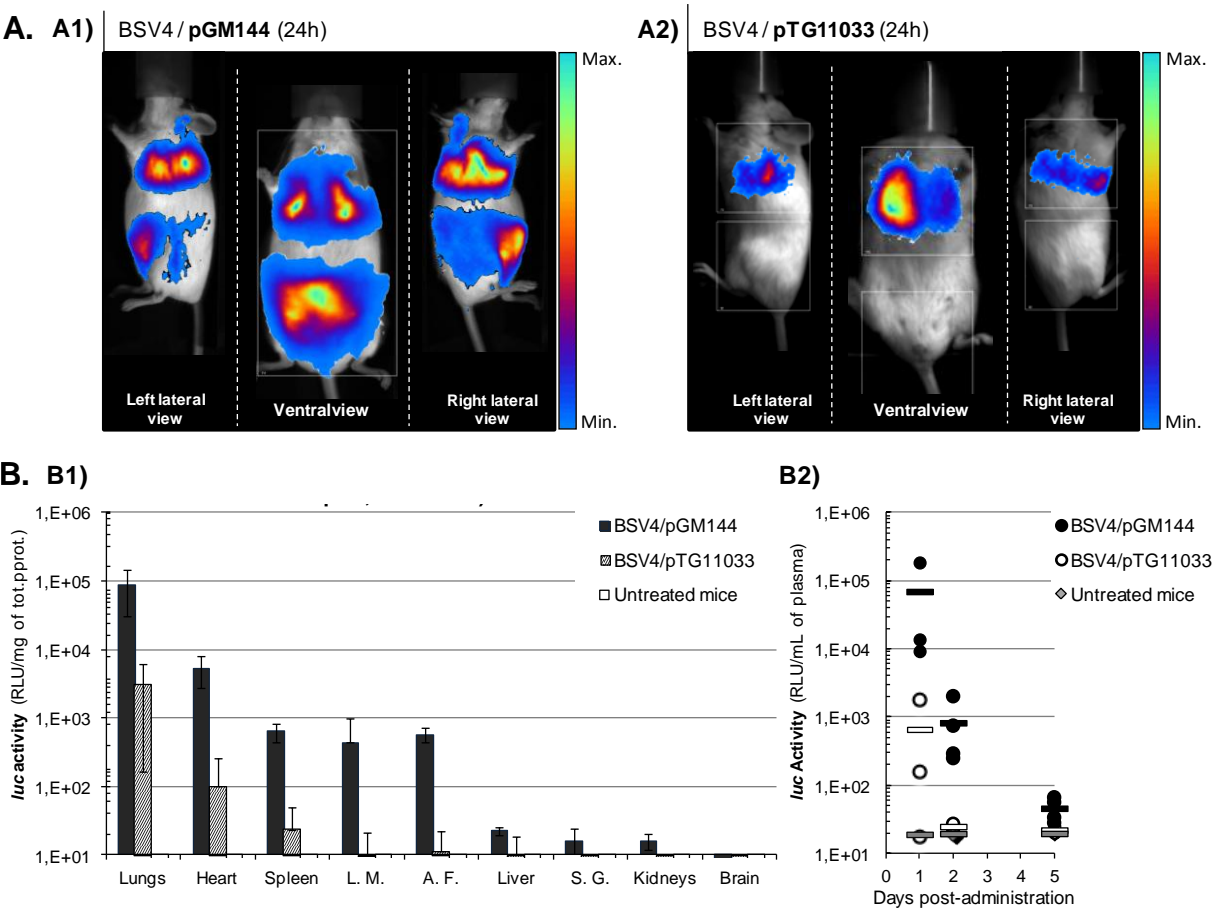 A. A1) BSV4 / pGM144 (24h)
Max.
Min.
Left lateral
view
Ventral view
Right lateral
view
A2) BSV4 / pTG11033 (24h)
Max.
Min.
Left lateral
view
Ventral view
Right lateral
view
B. B1)
luc activity (RLU/mg of tot.pprot.)
1,E+06
1,E+05
1,E+04
1,E+03
1,E+02
1,E+01
BSV4/pGM144
BSV4/pTG11033
Untreated mice
Lungs Heart Spleen L. M. A. F. Liver S. G. Kidneys Brain
B2)
luc Activity (RLU/mL of plasma)
1,E+06
1,E+05
1,E+04
1,E+03
1,E+02
1,E+01
BSV4/pGM144
BSV4/pTG11033
Untreated mice
0 1 2 3 4 5
Days post-administration